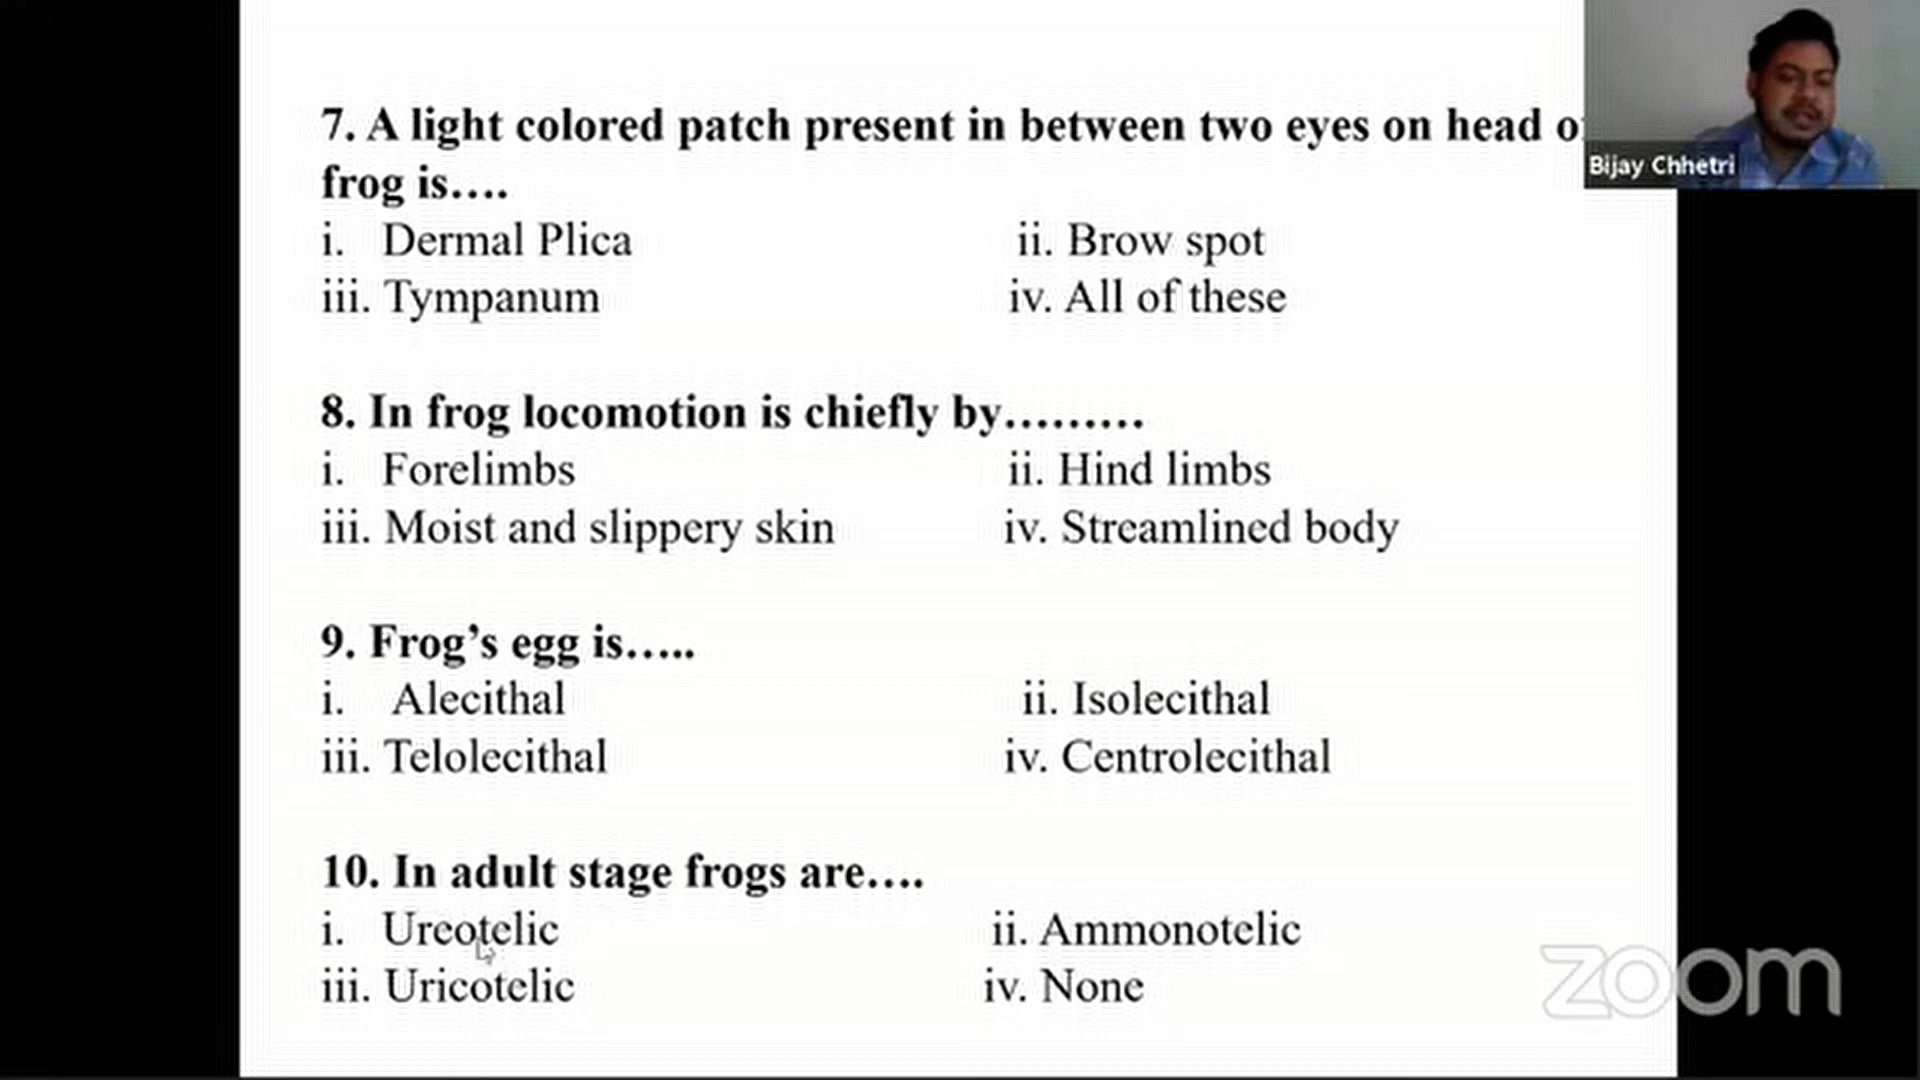 7. A light colored patch present in between two eyes on head
frog is….
i. Dermal Plica ii. Brow spot
iii. Tympanum iv. All of these
8. In frog locomotion is chiefly by………
i. Forelimbs ii. Hind limbs
iii. Moist and slippery skin iv. Streamlined body
9. Frog’s egg is…..
i. Alecithal ii. Isolecithal
iii. Telolecithal iv. Centrolecithal
10. In adult stage frogs are….
i. Ureotelic ii. Ammonotelic
iii. Uricotelic iv. None
Bijay Chhetri
zoom